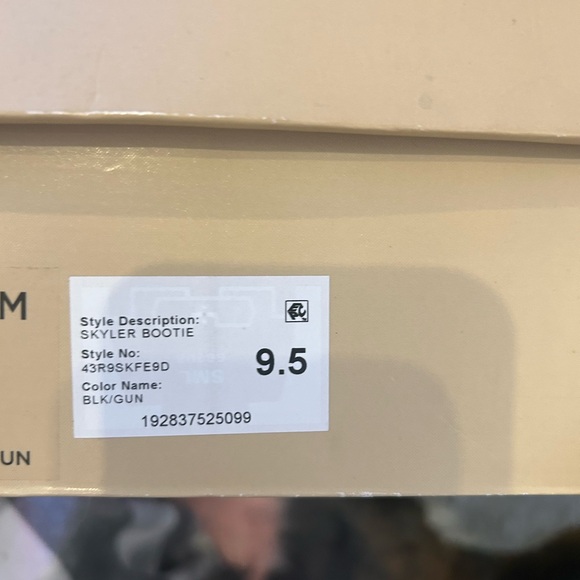 M
Style Description:
SKYLER BOOTIE
Style No:
43R9SKFE9D
9.5
Color Name:
BLK/GUN
192837525099
UN